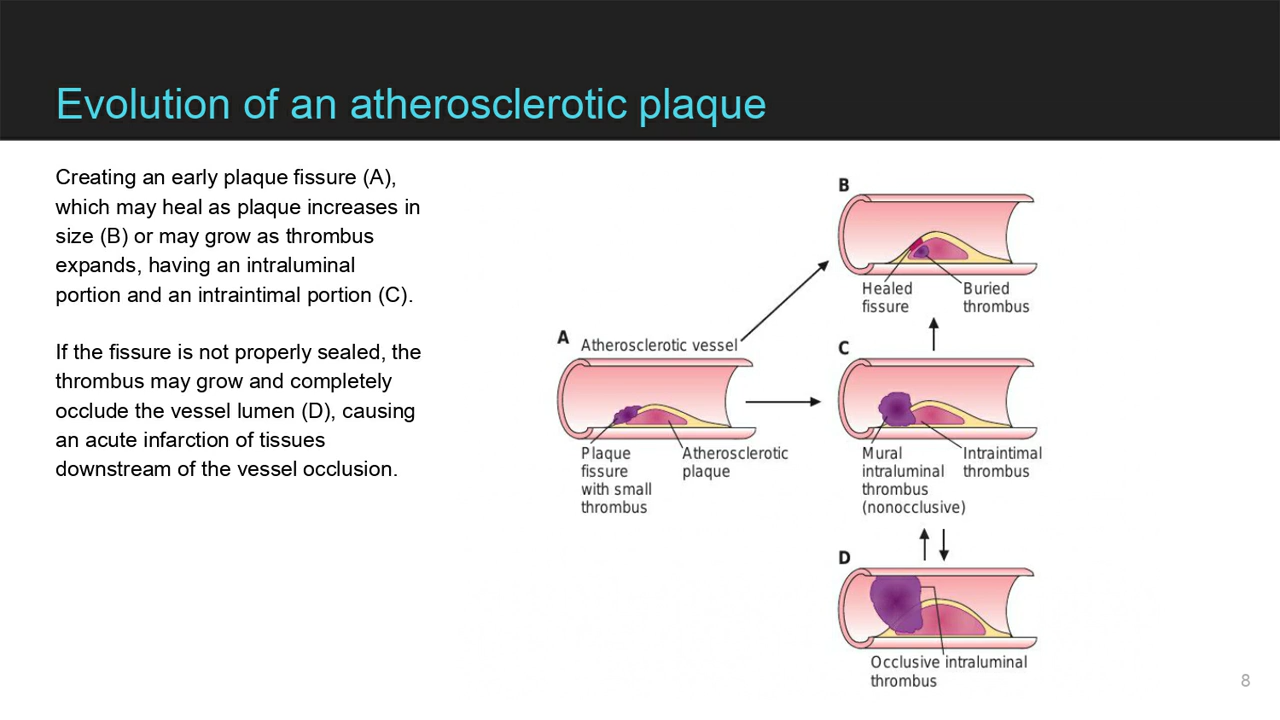 Evolution of an atherosclerotic plaque
Creating an early plaque fissure (A),
which may heal as plaque increases in
size (B) or may grow as thrombus
expands, having an intraluminal
portion and an intraintimal portion (C).
If the fissure is not properly sealed, the
thrombus may grow and completely
occlude the vessel lumen (D), causing
an acute infarction of tissues
downstream of the vessel occlusion.
A
Atherosclerotic vessel
Plaque
fissure
with small
thrombus
Atherosclerotic
plaque
B
Healed
fissure
Buried
thrombus
C
Mural
intraluminal
thrombus
(nonocclusive)
Intraintimal
thrombus
D
Occlusive intraluminal
thrombus
8